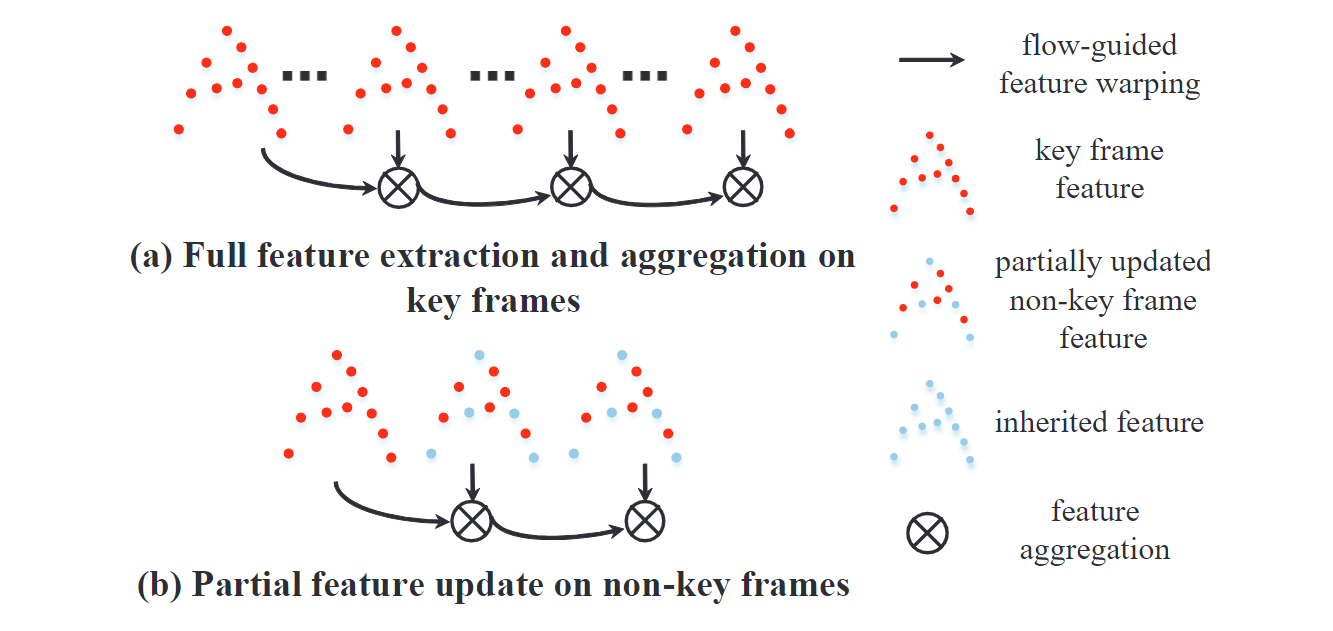 (a) Full feature extraction and aggregation on
key frames
(b) Partial feature update on non-key frames
flow-guided
feature warping
key frame
feature
partially updated
non-key frame
feature
inherited feature
feature
aggregation